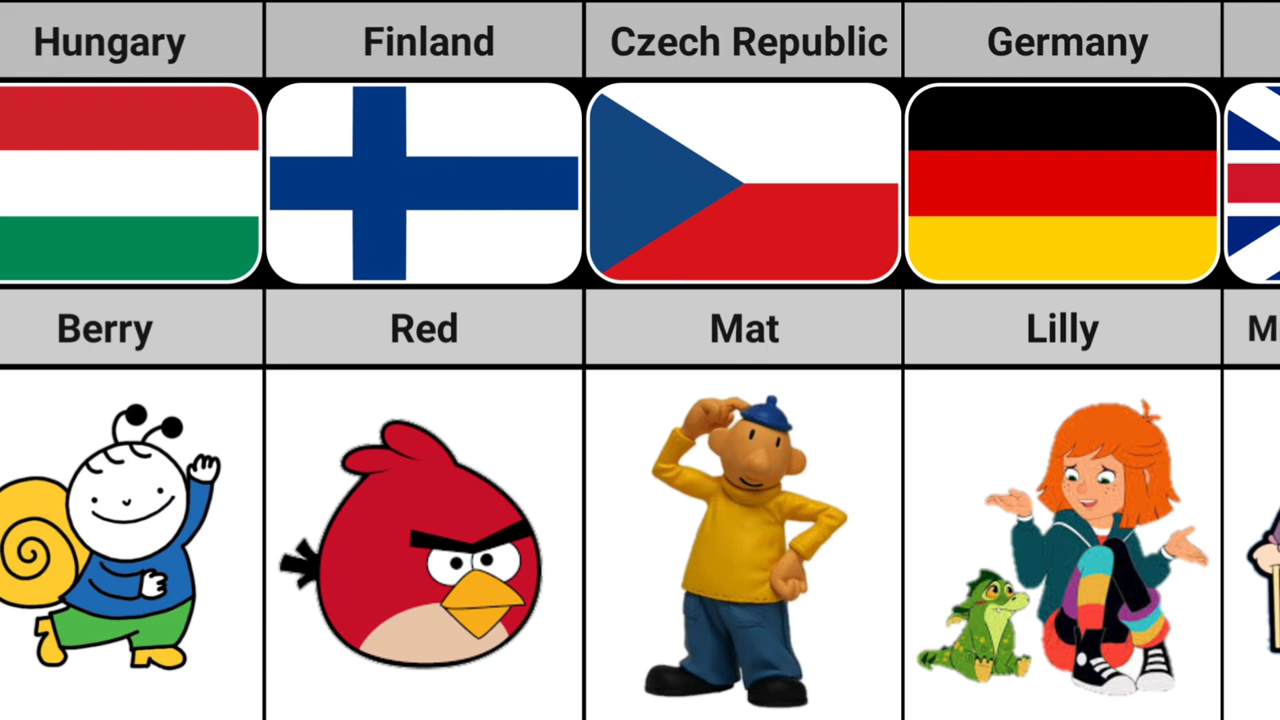 Hungary
Finland
Czech Republic
Germany
Berry
Red
Mat
Lilly
M